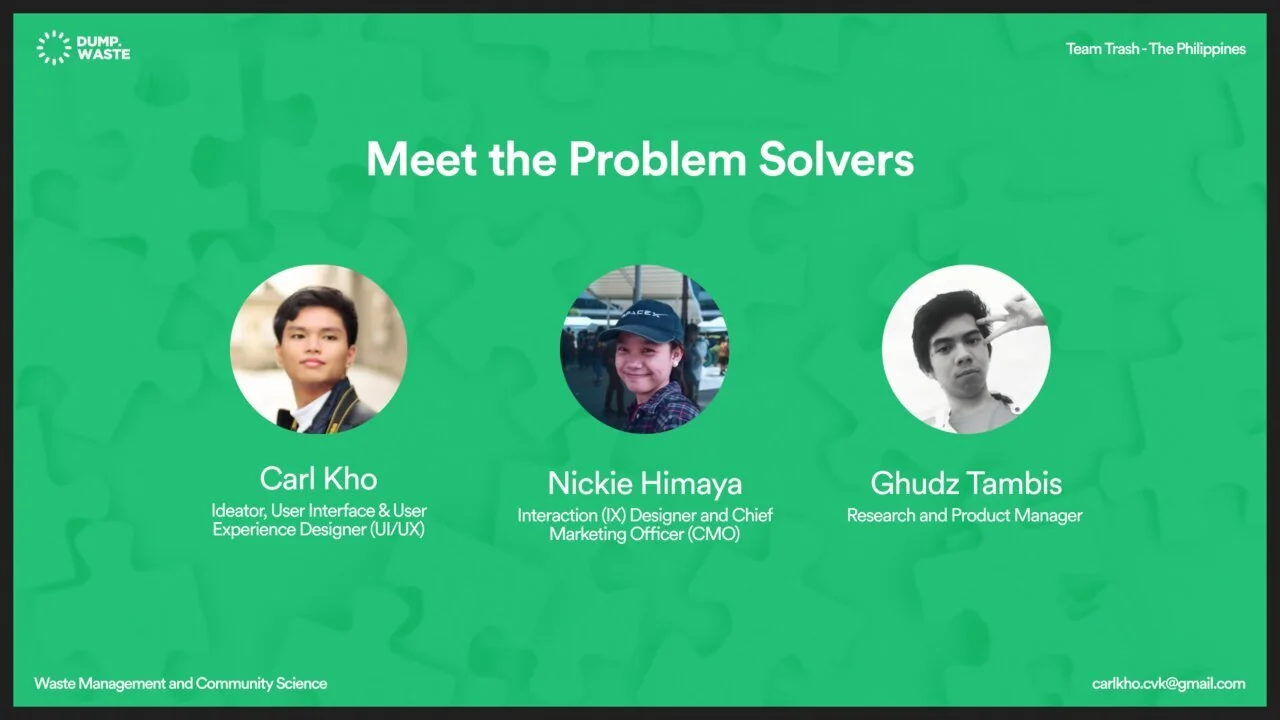 DUMP.
WASTE
Team Trash - The Philippines
Meet the Problem Solvers
SPACEX
Carl Kho
Ideator, User Interface & User
Experience Designer (UI/UX)
Nickie Himaya
Interaction (IX) Designer and Chief
Marketing Officer (CMO)
Ghudz Tambis
Research and Product Manager
Waste Management and Community Science
carlkho.cvk@gmail.com